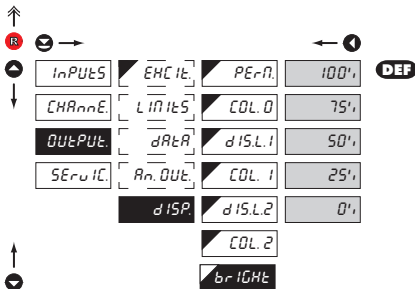 R
DEF
InPUtS EXCIt. PErM. 100%
CHAnnE. LIMItS COL. 0 75%
OUtPUt. dAtA dIS.L.1 50%
SErvIC. An. OUt. COL. 1 25%
dISP. dIS.L.2 0%
COL. 2
brIGHt